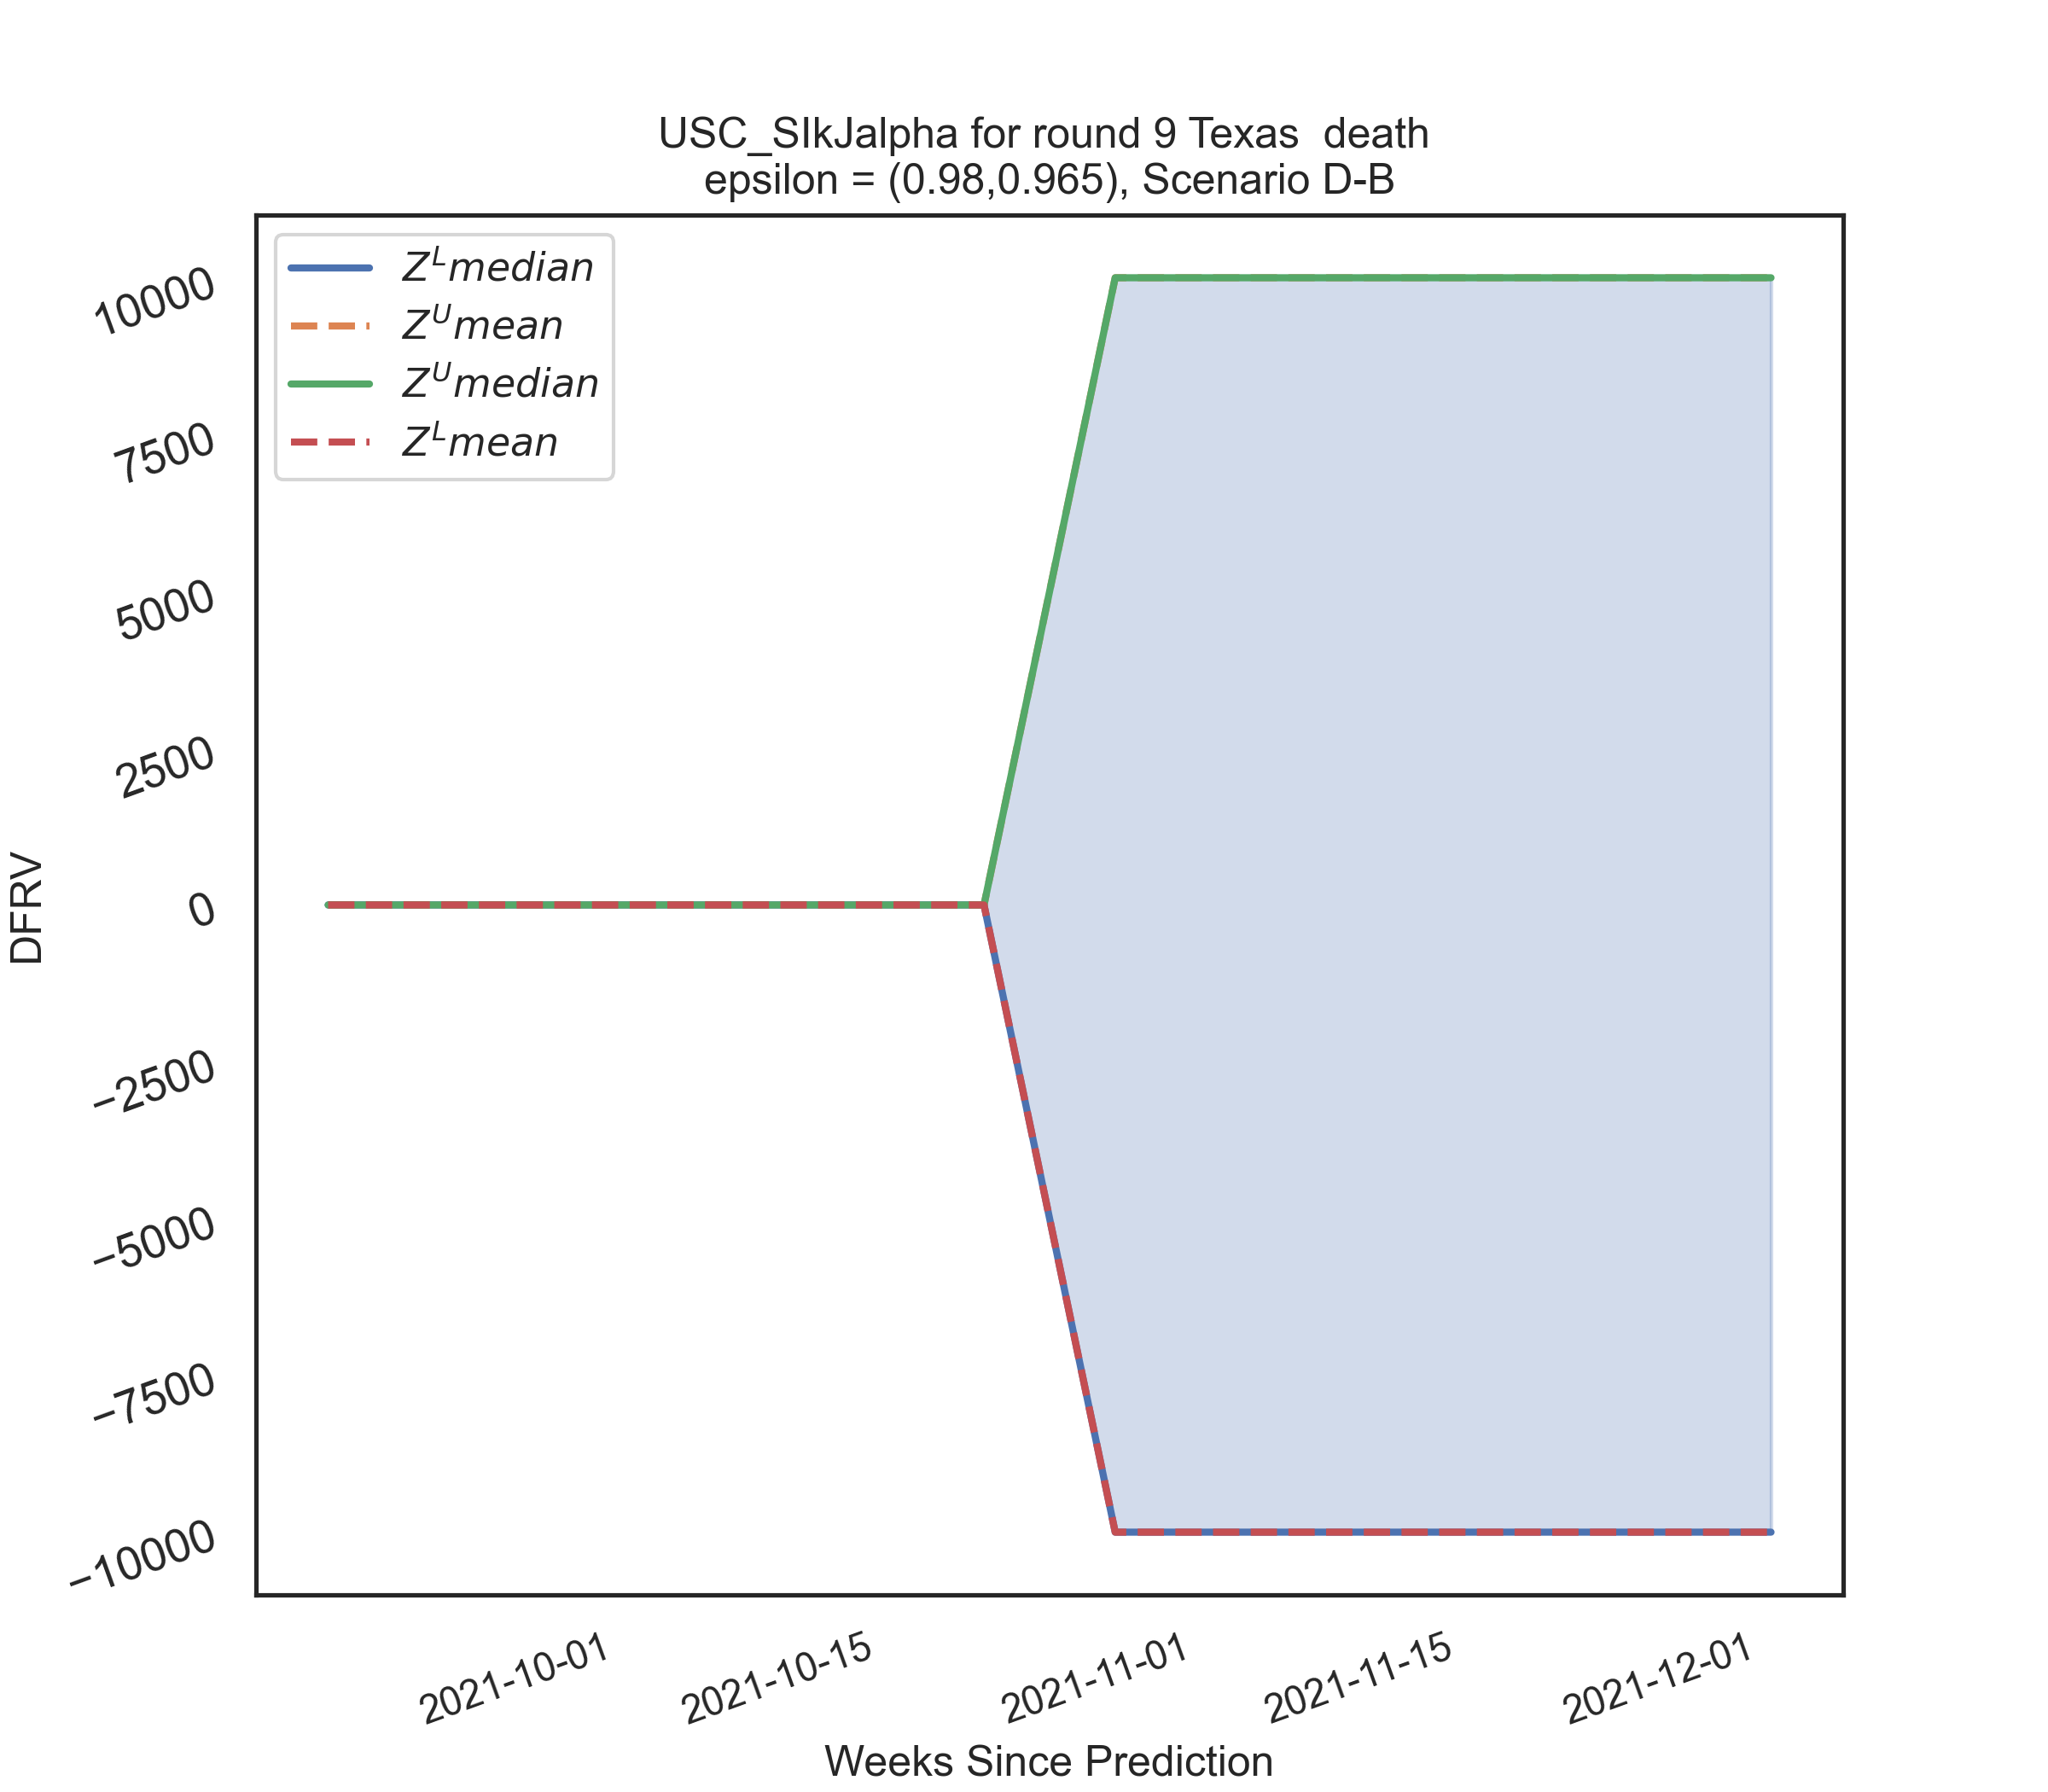 USC_SIkJalpha for round 9 Texas  death
epsilon = (0.98,0.965), Scenario D-B
Z^L median
Z^U mean
Z^U median
Z^L mean
10000
7500
5000
2500
0
−2500
−5000
−7500
−10000
DFRV
2021-10-01
2021-10-15
2021-11-01
2021-11-15
2021-12-01
Weeks Since Prediction